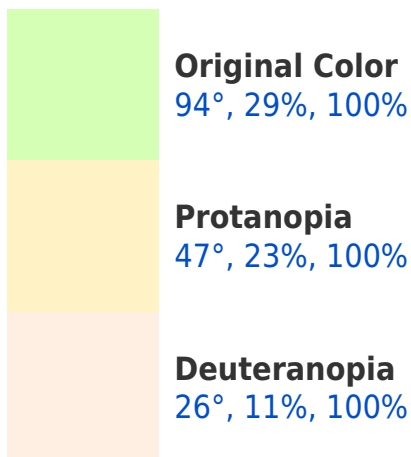 Original Color
94°, 29%, 100%
Protanopia
47°, 23%, 100%
Deuteranopia
26°, 11%, 100%